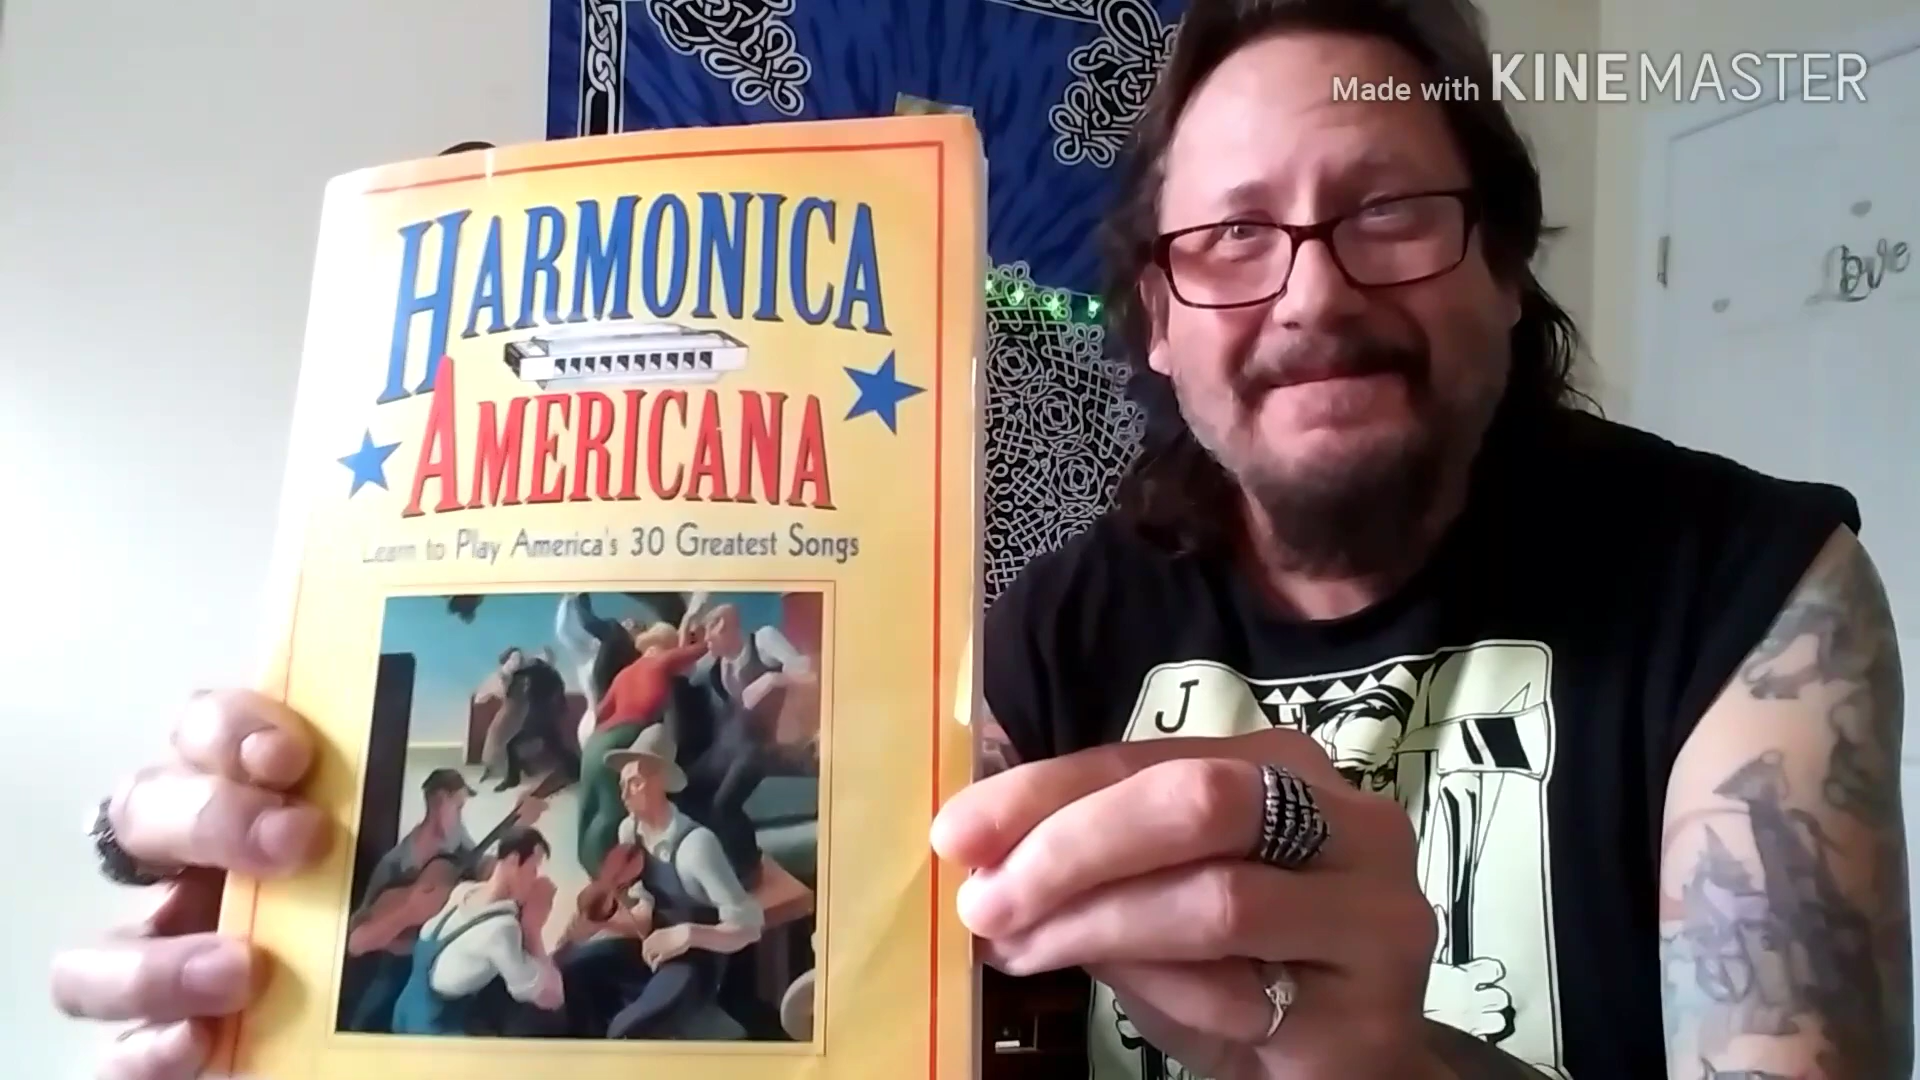 Made with KINEMASTER
HARMONICA
AMERICANA
Learn to Play America's 30 Greatest Songs
J
Love